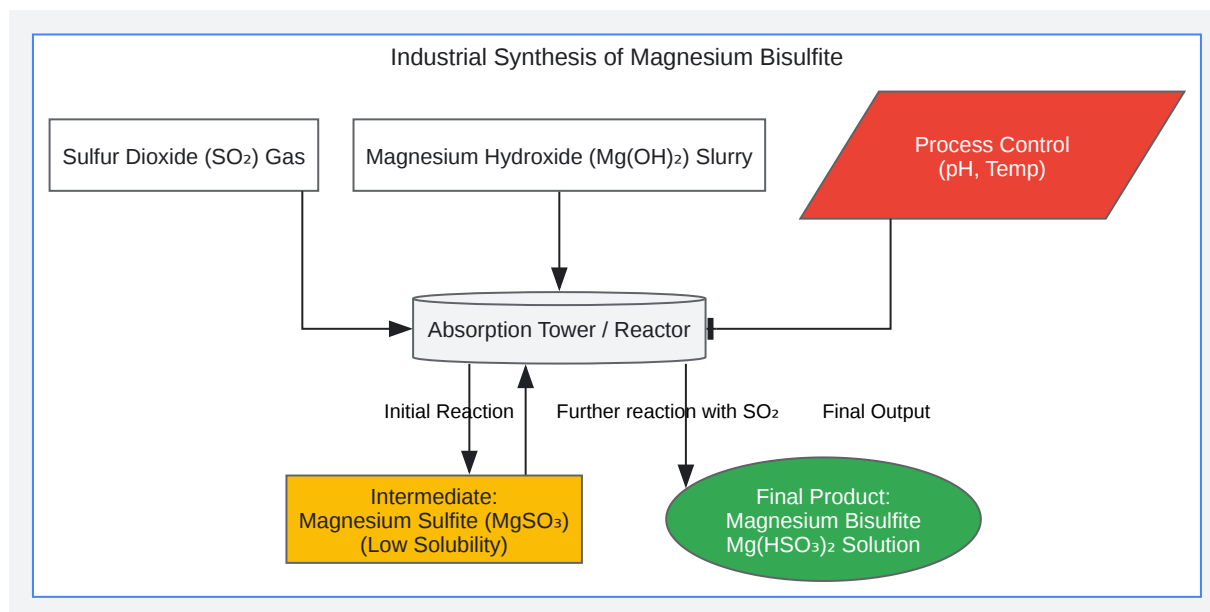 Industrial Synthesis of Magnesium Bisulfite
Sulfur Dioxide (SO₂) Gas
Magnesium Hydroxide (Mg(OH)₂) Slurry
Process Control
(pH, Temp)
Absorption Tower / Reactor
Initial Reaction
Further reaction with SO₂
Final Output
Intermediate:
Magnesium Sulfite (MgSO₃)
(Low Solubility)
Final Product:
Magnesium Bisulfite
Mg(HSO₃)₂ Solution